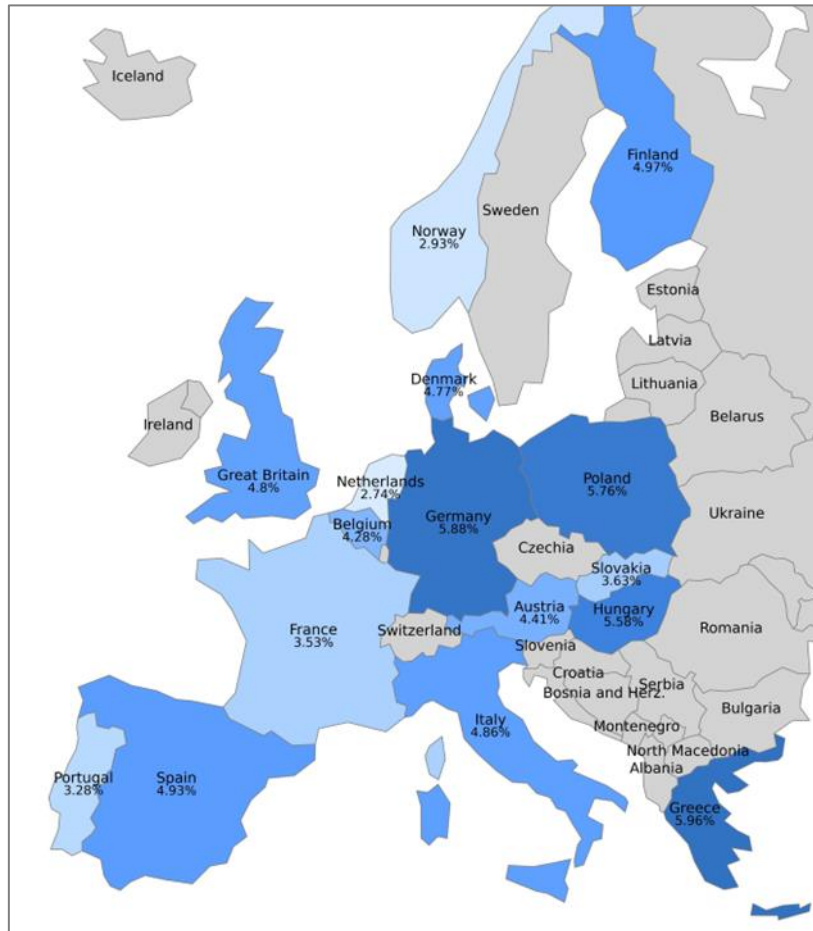 Iceland
Finland
4.97%
Sweden
Norway
2.93%
Estonia
Latvia
Lithuania
Denmark
4.77%
Belarus
Ireland
Great Britain
4.8%
Netherlands
2.74%
Poland
5.76%
Germany
5.88%
Ukraine
Belgium
4.28%
Czechia
Slovakia
3.63%
Austria
4.41%
Hungary
5.58%
France
3.53%
Switzerland
Romania
Slovenia
Croatia
Serbia
Bosnia and Herz.
Bulgaria
Italy
4.86%
Montenegro
North Macedonia
Albania
Portugal
3.28%
Spain
4.93%
Greece
5.96%